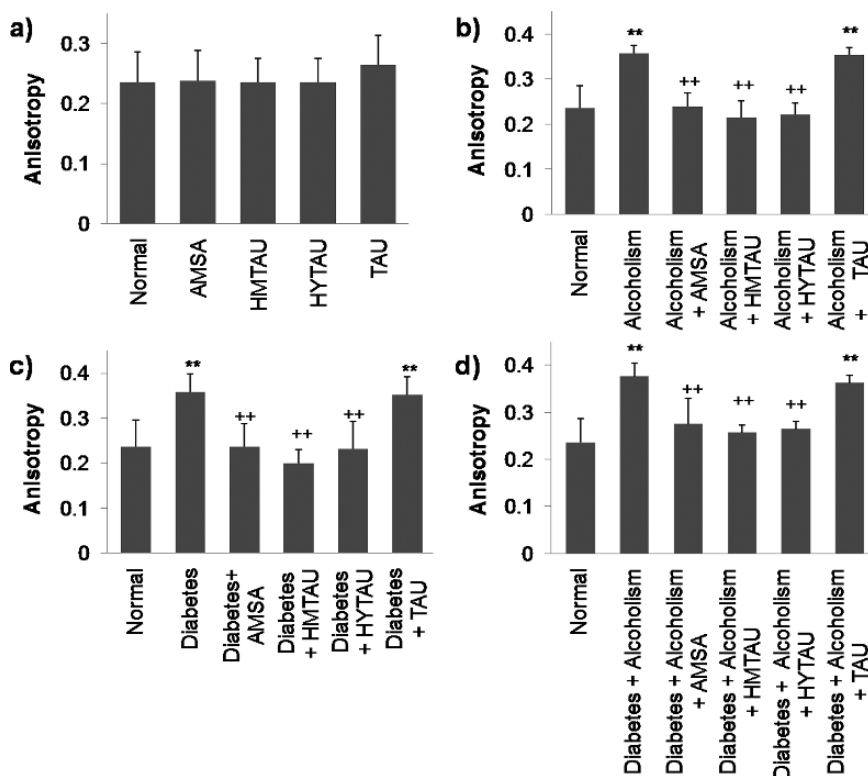 a)
Anisotropy
0.3
0.2
0.1
0
Normal
AMSA
HMTAU
HYTAU
TAU
b)
Anisotropy
0.4
0.3
0.2
0.1
0
**
++
++
++
**
Normal
Alcoholism
Alcoholism
+ AMSA
Alcoholism
+ HMTAU
Alcoholism
+ HYTAU
Alcoholism
+ TAU
c)
Anisotropy
0.4
0.3
0.2
0.1
0
**
++
++
++
**
Normal
Diabetes
Diabetes+
AMSA
Diabetes
+ HMTAU
Diabetes
+ HYTAU
Diabetes
+ TAU
d)
Anisotropy
0.4
0.3
0.2
0.1
0
**
++
++
++
**
Normal
Diabetes + Alcoholism
Diabetes + Alcoholism
+ AMSA
Diabetes + Alcoholism
+ HMTAU
Diabetes + Alcoholism
+ HYTAU
Diabetes + Alcoholism
+ TAU